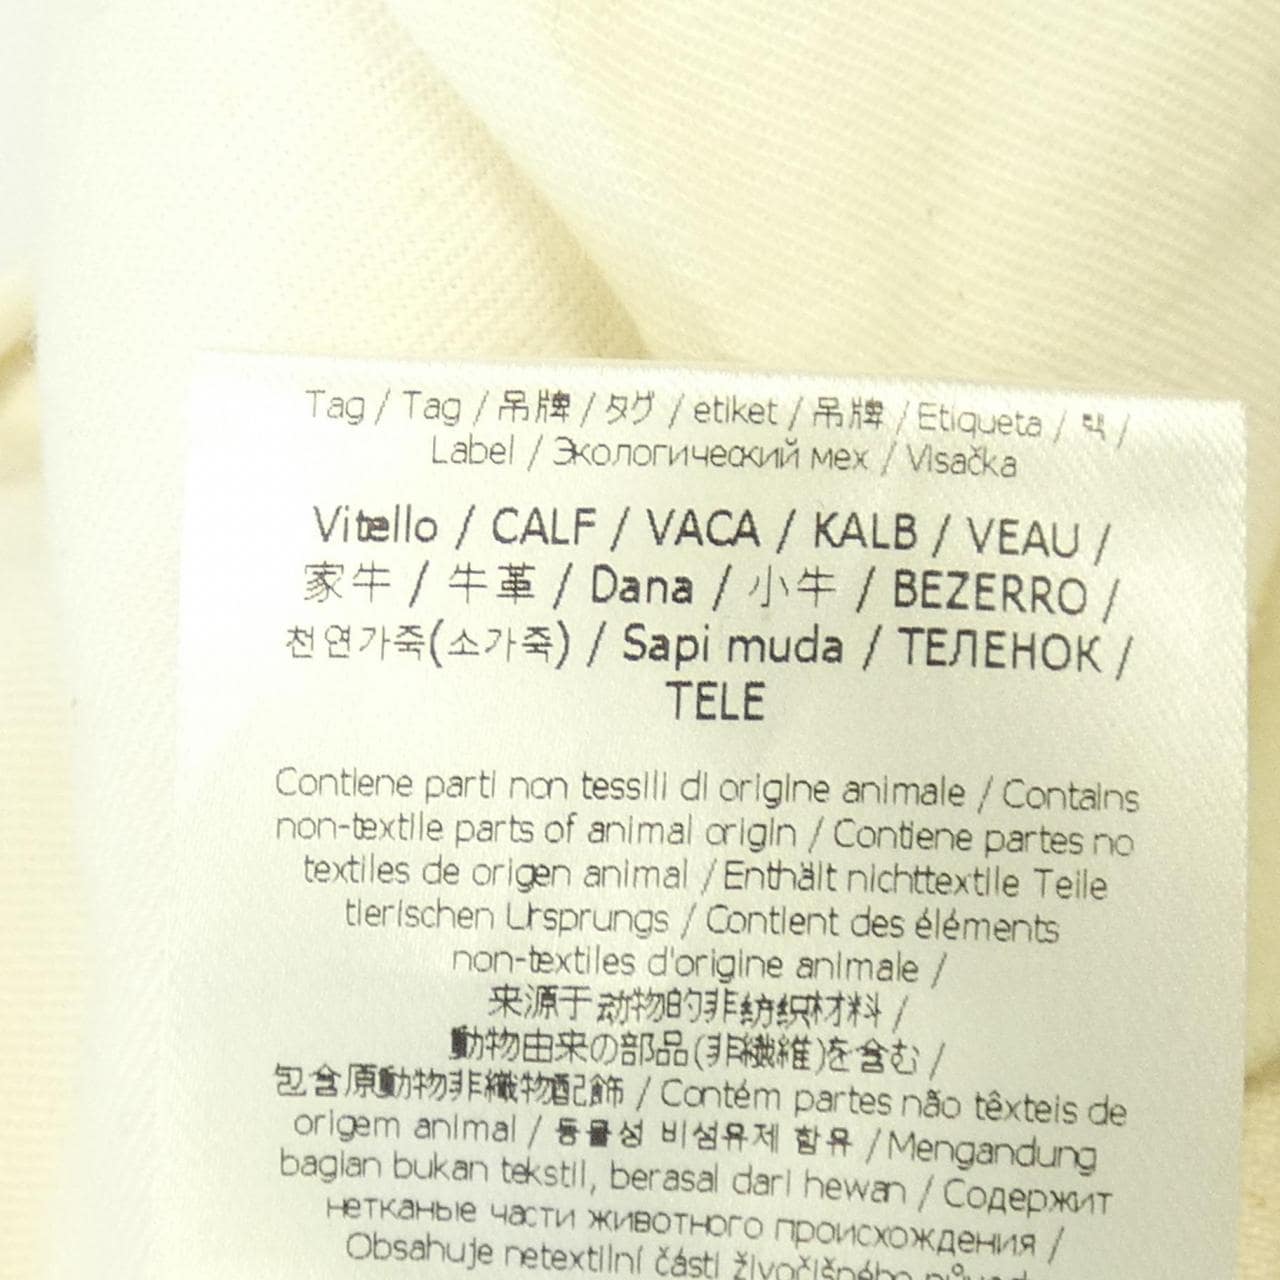 Tag / Tag / 吊牌 / タグ / etiket / 吊牌 / Etiqueta / 택 /
Label / Экологический мех / Visačka
Vitello / CALF / VACA / KALB / VEAU /
家牛 / 牛革 / Dana / 小牛 / BEZERRO /
천연가죽(소가죽) / Sapi muda / ТЕЛЕНОК /
TELE
Contiene parti non tessili di origine animale / Contains
non-textile parts of animal origin / Contiene partes no
textiles de origen animal / Enthält nichttextile Teile
tierischen Ursprungs / Contient des éléments
non-textiles d'origine animale /
来源于动物的非纺织材料 /
動物由来の部品(非繊維)を含む /
包含原動物非織物配飾 / Contém partes não têxteis de
origem animal / 동물성 비섬유제 함유 / Mengandung
bagian bukan tekstil, berasal dari hewan / Содержит
нетканые части животного происхождения /
Obsahuje netextilní části živočišného